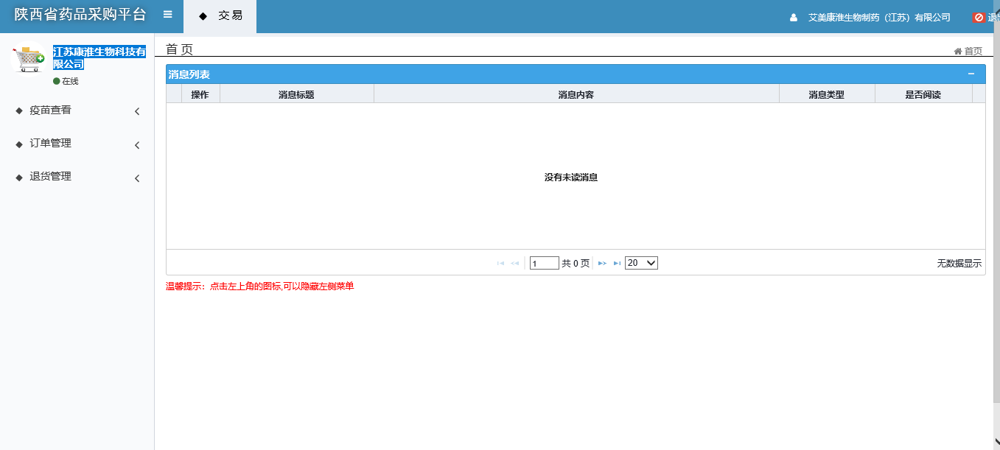 陕西省药品采购平台
交易
艾美康淮生物制药（江苏）有限公司
江苏康淮生物科技有
限公司
在线
疫苗查看
订单管理
退货管理
首页
首页
消息列表
操作 消息标题 消息内容 消息类型 是否阅读
没有未读消息
1 共 0 页 20 无数据显示
温馨提示：点击左上角的图标,可以隐藏左侧菜单